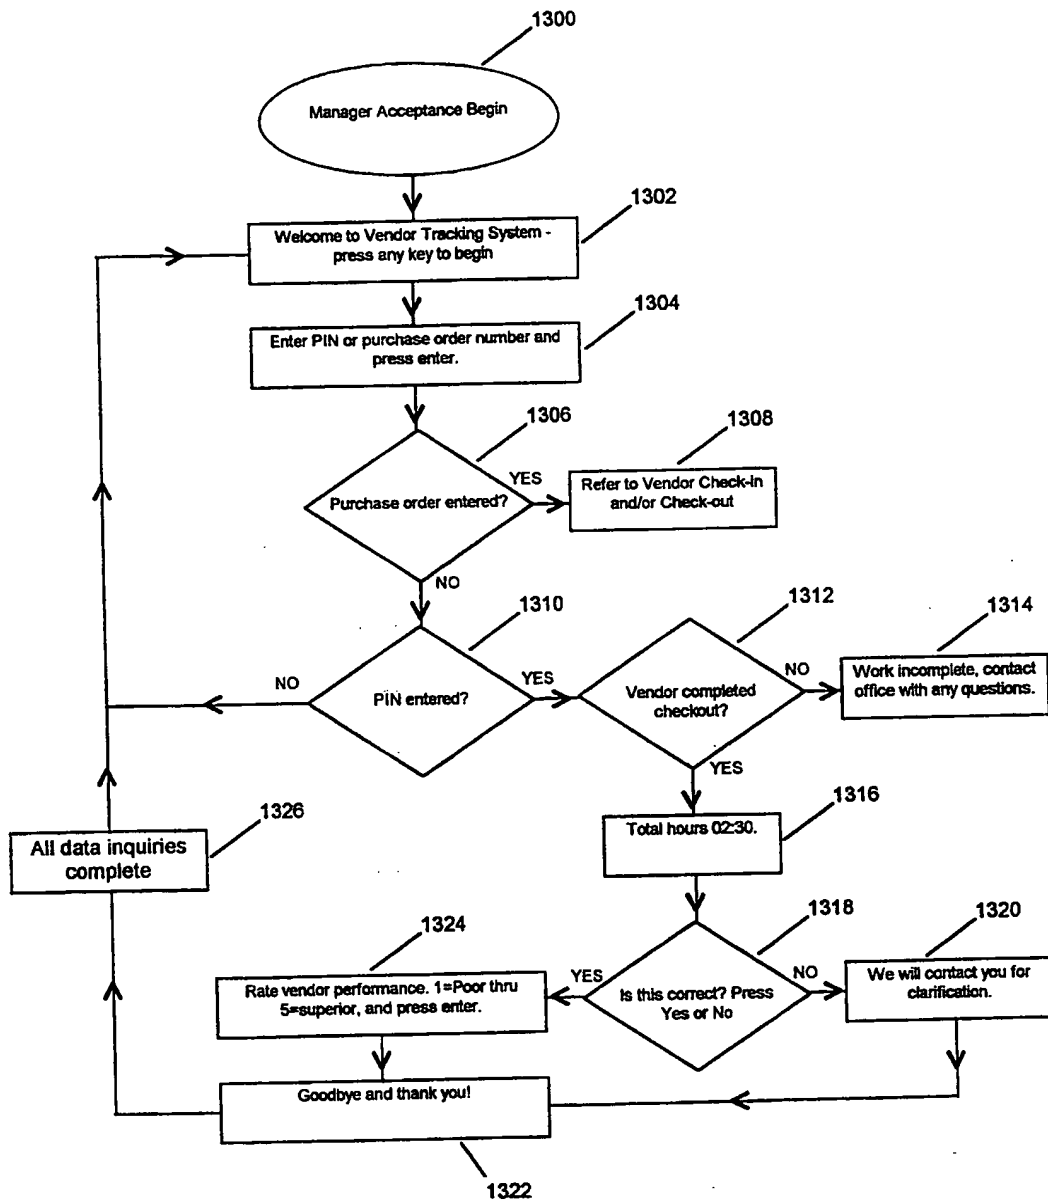 1300
Manager Acceptance Begin
1302
Welcome to Vendor Tracking System -
press any key to begin
1304
Enter PIN or purchase order number and
press enter.
1306
Purchase order entered?
YES
1308
Refer to Vendor Check-in
and/or Check-out
NO
1310
PIN entered?
NO
YES
1312
Vendor completed
checkout?
NO
1314
Work incomplete, contact
office with any questions.
YES
1316
Total hours 02:30.
1326
All data inquiries
complete
1318
Is this correct? Press
Yes or No
YES
NO
1320
We will contact you for
clarification.
1324
Rate vendor performance. 1=Poor thru
5=superior, and press enter.
Goodbye and thank you!
1322